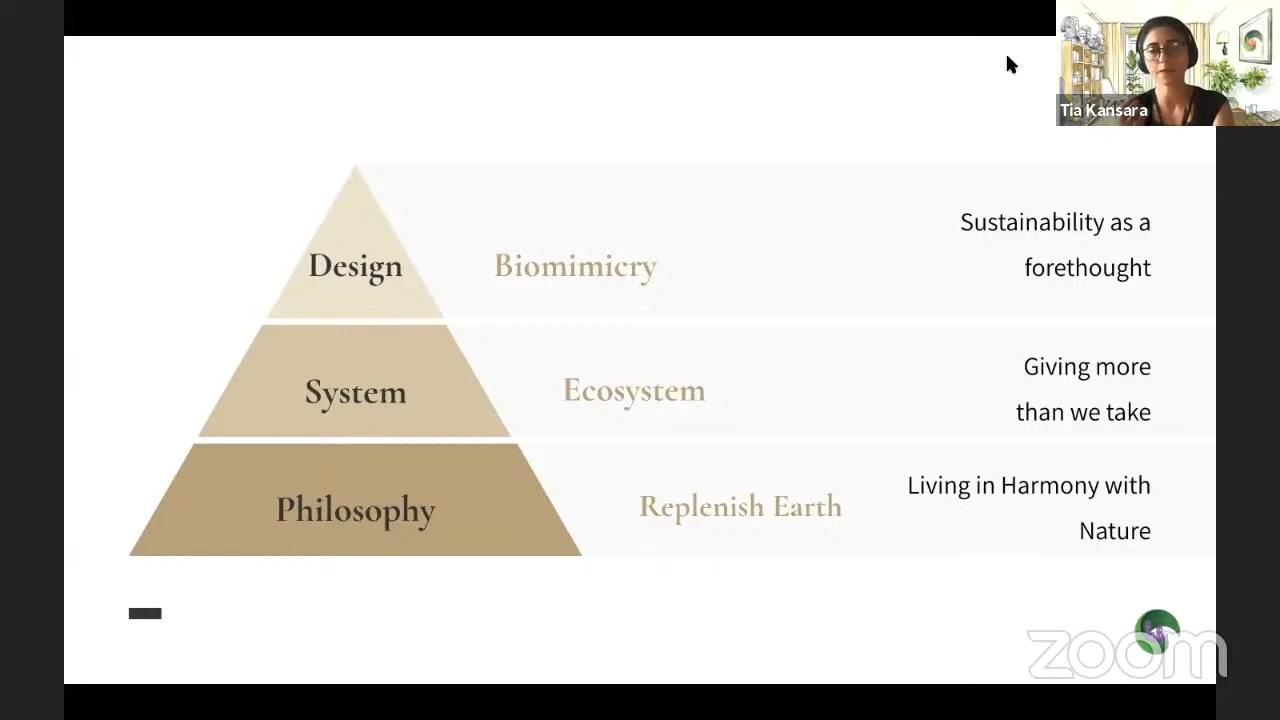 Tia Kansara
Design
Biomimicry
Sustainability as a
forethought
System
Ecosystem
Giving more
than we take
Philosophy
Replenish Earth
Living in Harmony with
Nature
zoom